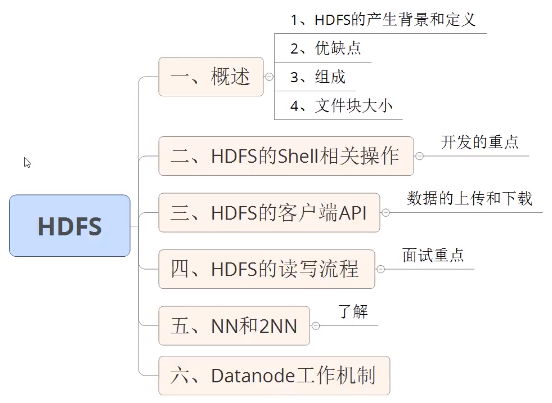 HDFS
一、概述
1、HDFS的产生背景和定义
2、优缺点
3、组成
4、文件块大小
二、HDFS的Shell相关操作
开发的重点
三、HDFS的客户端API
数据的上传和下载
四、HDFS的读写流程
面试重点
五、NN和2NN
了解
六、Datanode工作机制